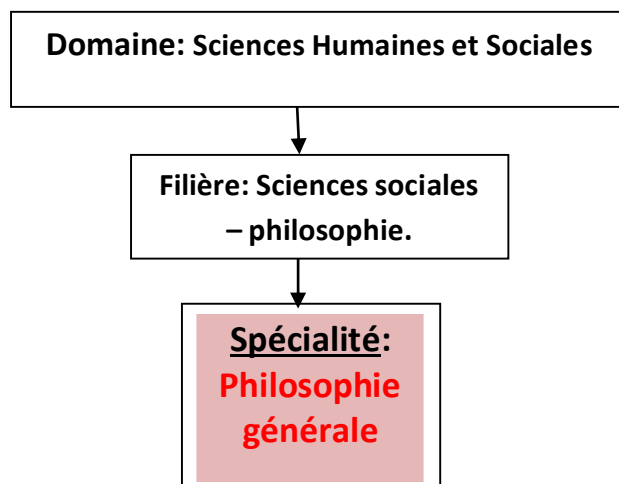 Domaine: Sciences Humaines et Sociales
Filière: Sciences sociales
– philosophie.
Spécialité:
Philosophie
générale